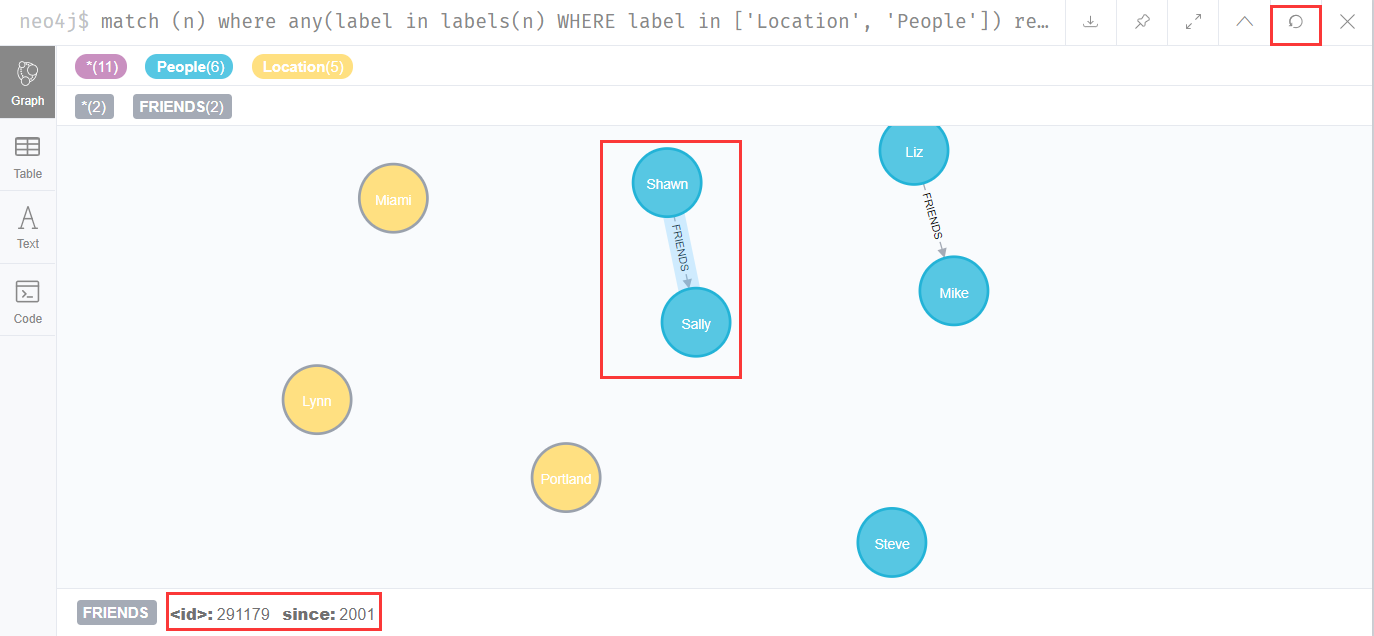 neo4j$ match (n) where any(label in labels(n) WHERE label in ['Location', 'People']) re…
Graph
*(11) People(6) Location(5)
*(2) FRIENDS(2)
Table
Text
Code
Miami
Shawn
FRIENDS
Sally
Liz
FRIENDS
Mike
Lynn
Portland
Steve
FRIENDS <id>: 291179 since: 2001